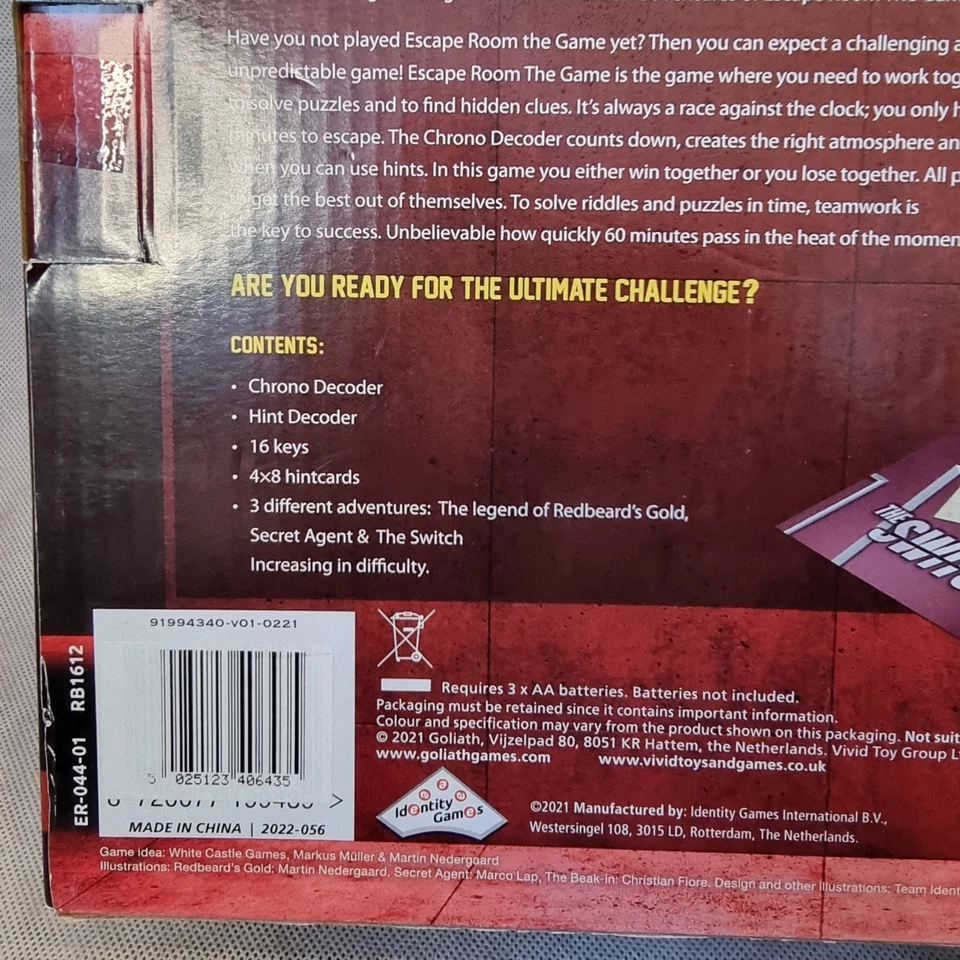 Have you not played Escape Room the Game yet? Then you can expect a challenging
unpredictable game! Escape Room The Game is the game where you need to work
to solve puzzles and to find hidden clues. It's always a race against the clock; you only
minutes to escape. The Chrono Decoder counts down, creates the right atmosphere
when you can use hints. In this game you either win together or you lose together. All
to get the best out of themselves. To solve riddles and puzzles in time, teamwork is
the key to success. Unbelievable how quickly 60 minutes pass in the heat of the
ARE YOU READY FOR THE ULTIMATE CHALLENGE?
CONTENTS:
• Chrono Decoder
• Hint Decoder
• 16 keys
• 4x8 hintcards
• 3 different adventures: The legend of Redbeard's Gold,
Secret Agent & The Switch
Increasing in difficulty.
THE
91994340-V01-0221
5 025123 406435
MADE IN CHINA | 2022-056
ER-044-01 RB1612
Requires 3 x AA batteries. Batteries not included.
Packaging must be retained since it contains important information.
Colour and specification may vary from the product shown on this packaging. Not
© 2021 Goliath, Vijzelpad 80, 8051 KR Hattem, the Netherlands. Vivid Toy Group
www.goliathgames.com www.vividtoysandgames.co.uk
Identity
Games
©2021 Manufactured by: Identity Games International B.V.,
Westersingel 108, 3015 LD, Rotterdam, The Netherlands.
Game idea: White Castle Games, Markus Müller & Martin Nedergaard
Illustrations: Redbeard's Gold: Martin Nedergaard, Secret Agent: Marco Lap, The Beak-in: Christian Fiore. Design and other illustrations: Team